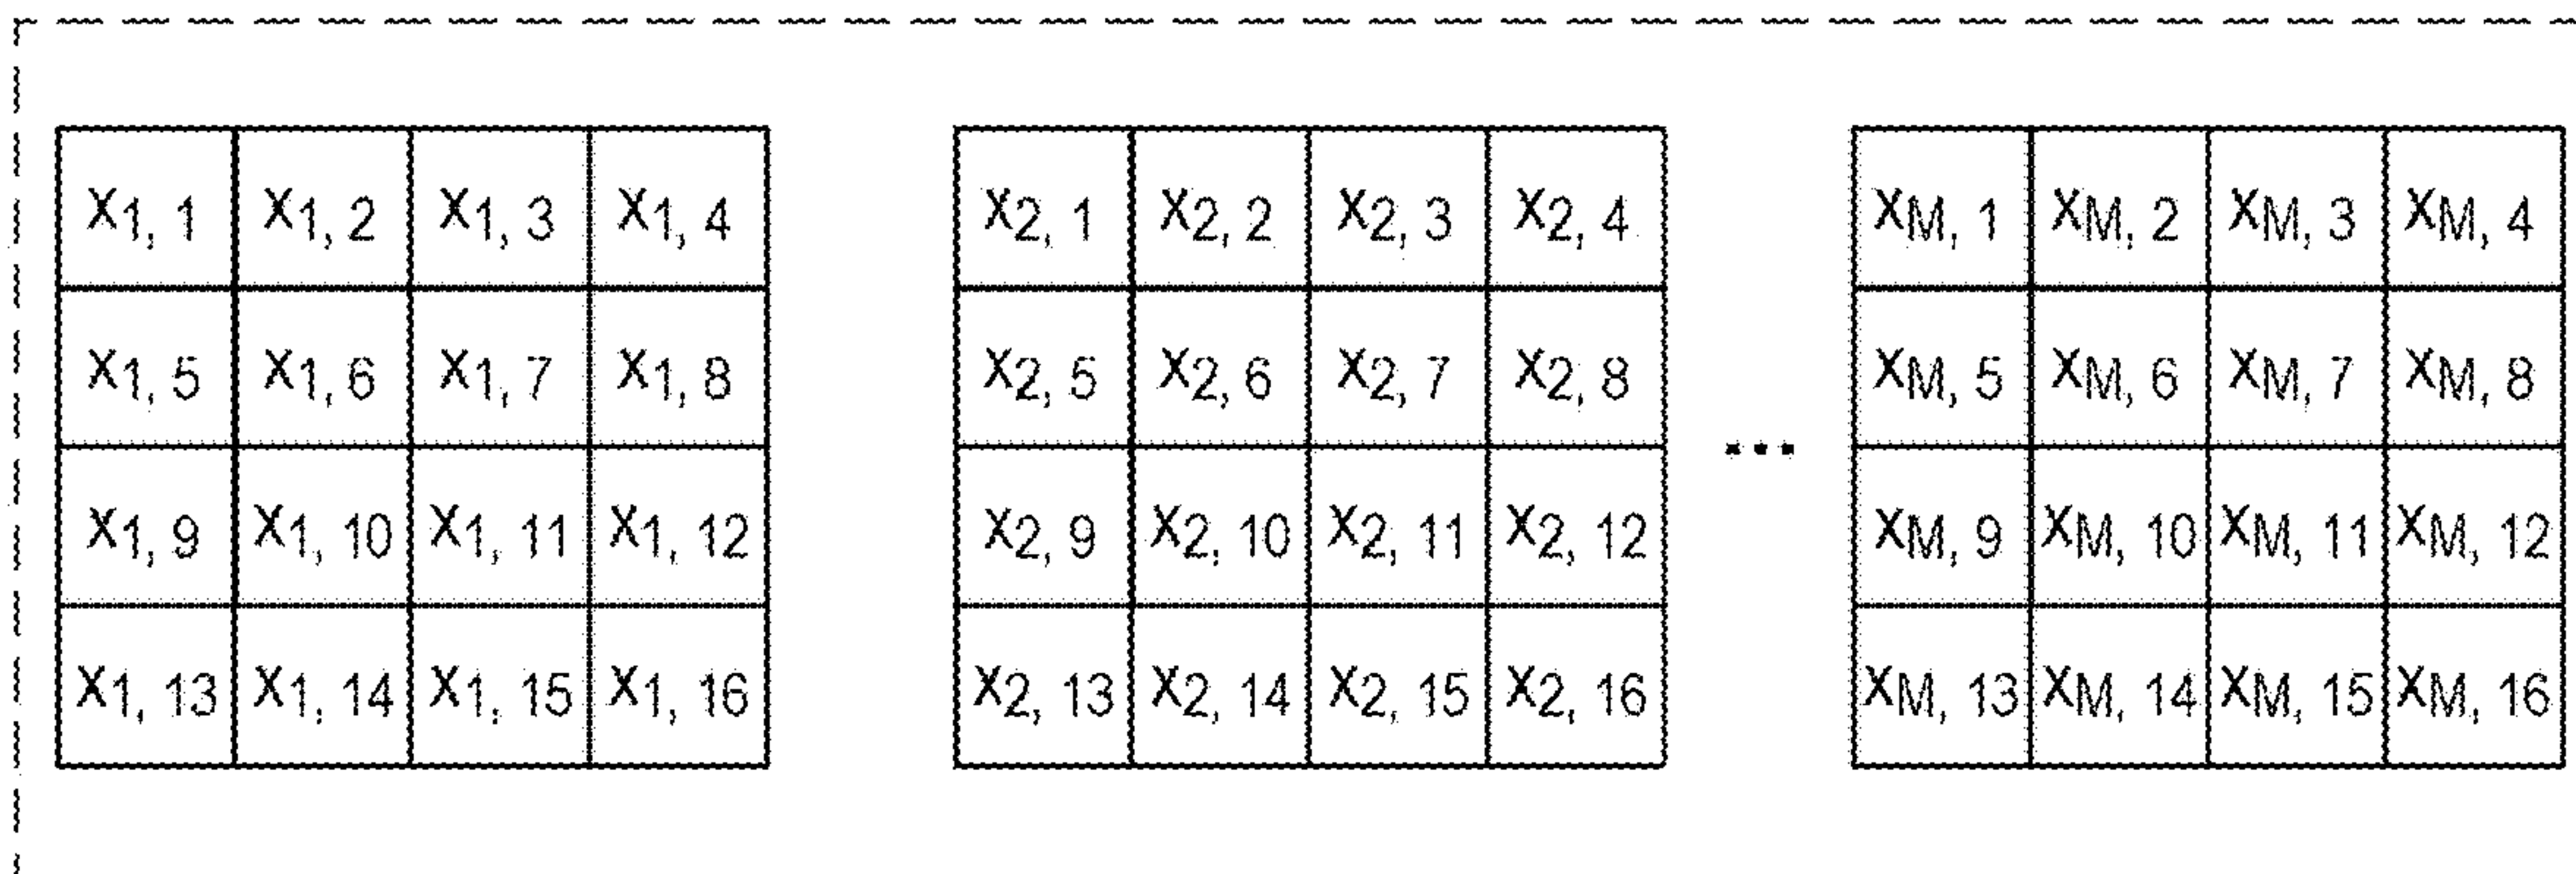 X1, 1 X1, 2 X1, 3 X1, 4 X2, 1 X2, 2 X2, 3 X2, 4 XM, 1 XM, 2 XM, 3 XM, 4
X1, 5 X1, 6 X1, 7 X1, 8 X2, 5 X2, 6 X2, 7 X2, 8 XM, 5 XM, 6 XM, 7 XM, 8
...
X1, 9 X1, 10 X1, 11 X1, 12 X2, 9 X2, 10 X2, 11 X2, 12 XM, 9 XM, 10 XM, 11 XM, 12
X1, 13 X1, 14 X1, 15 X1, 16 X2, 13 X2, 14 X2, 15 X2, 16 XM, 13 XM, 14 XM, 15 XM, 16